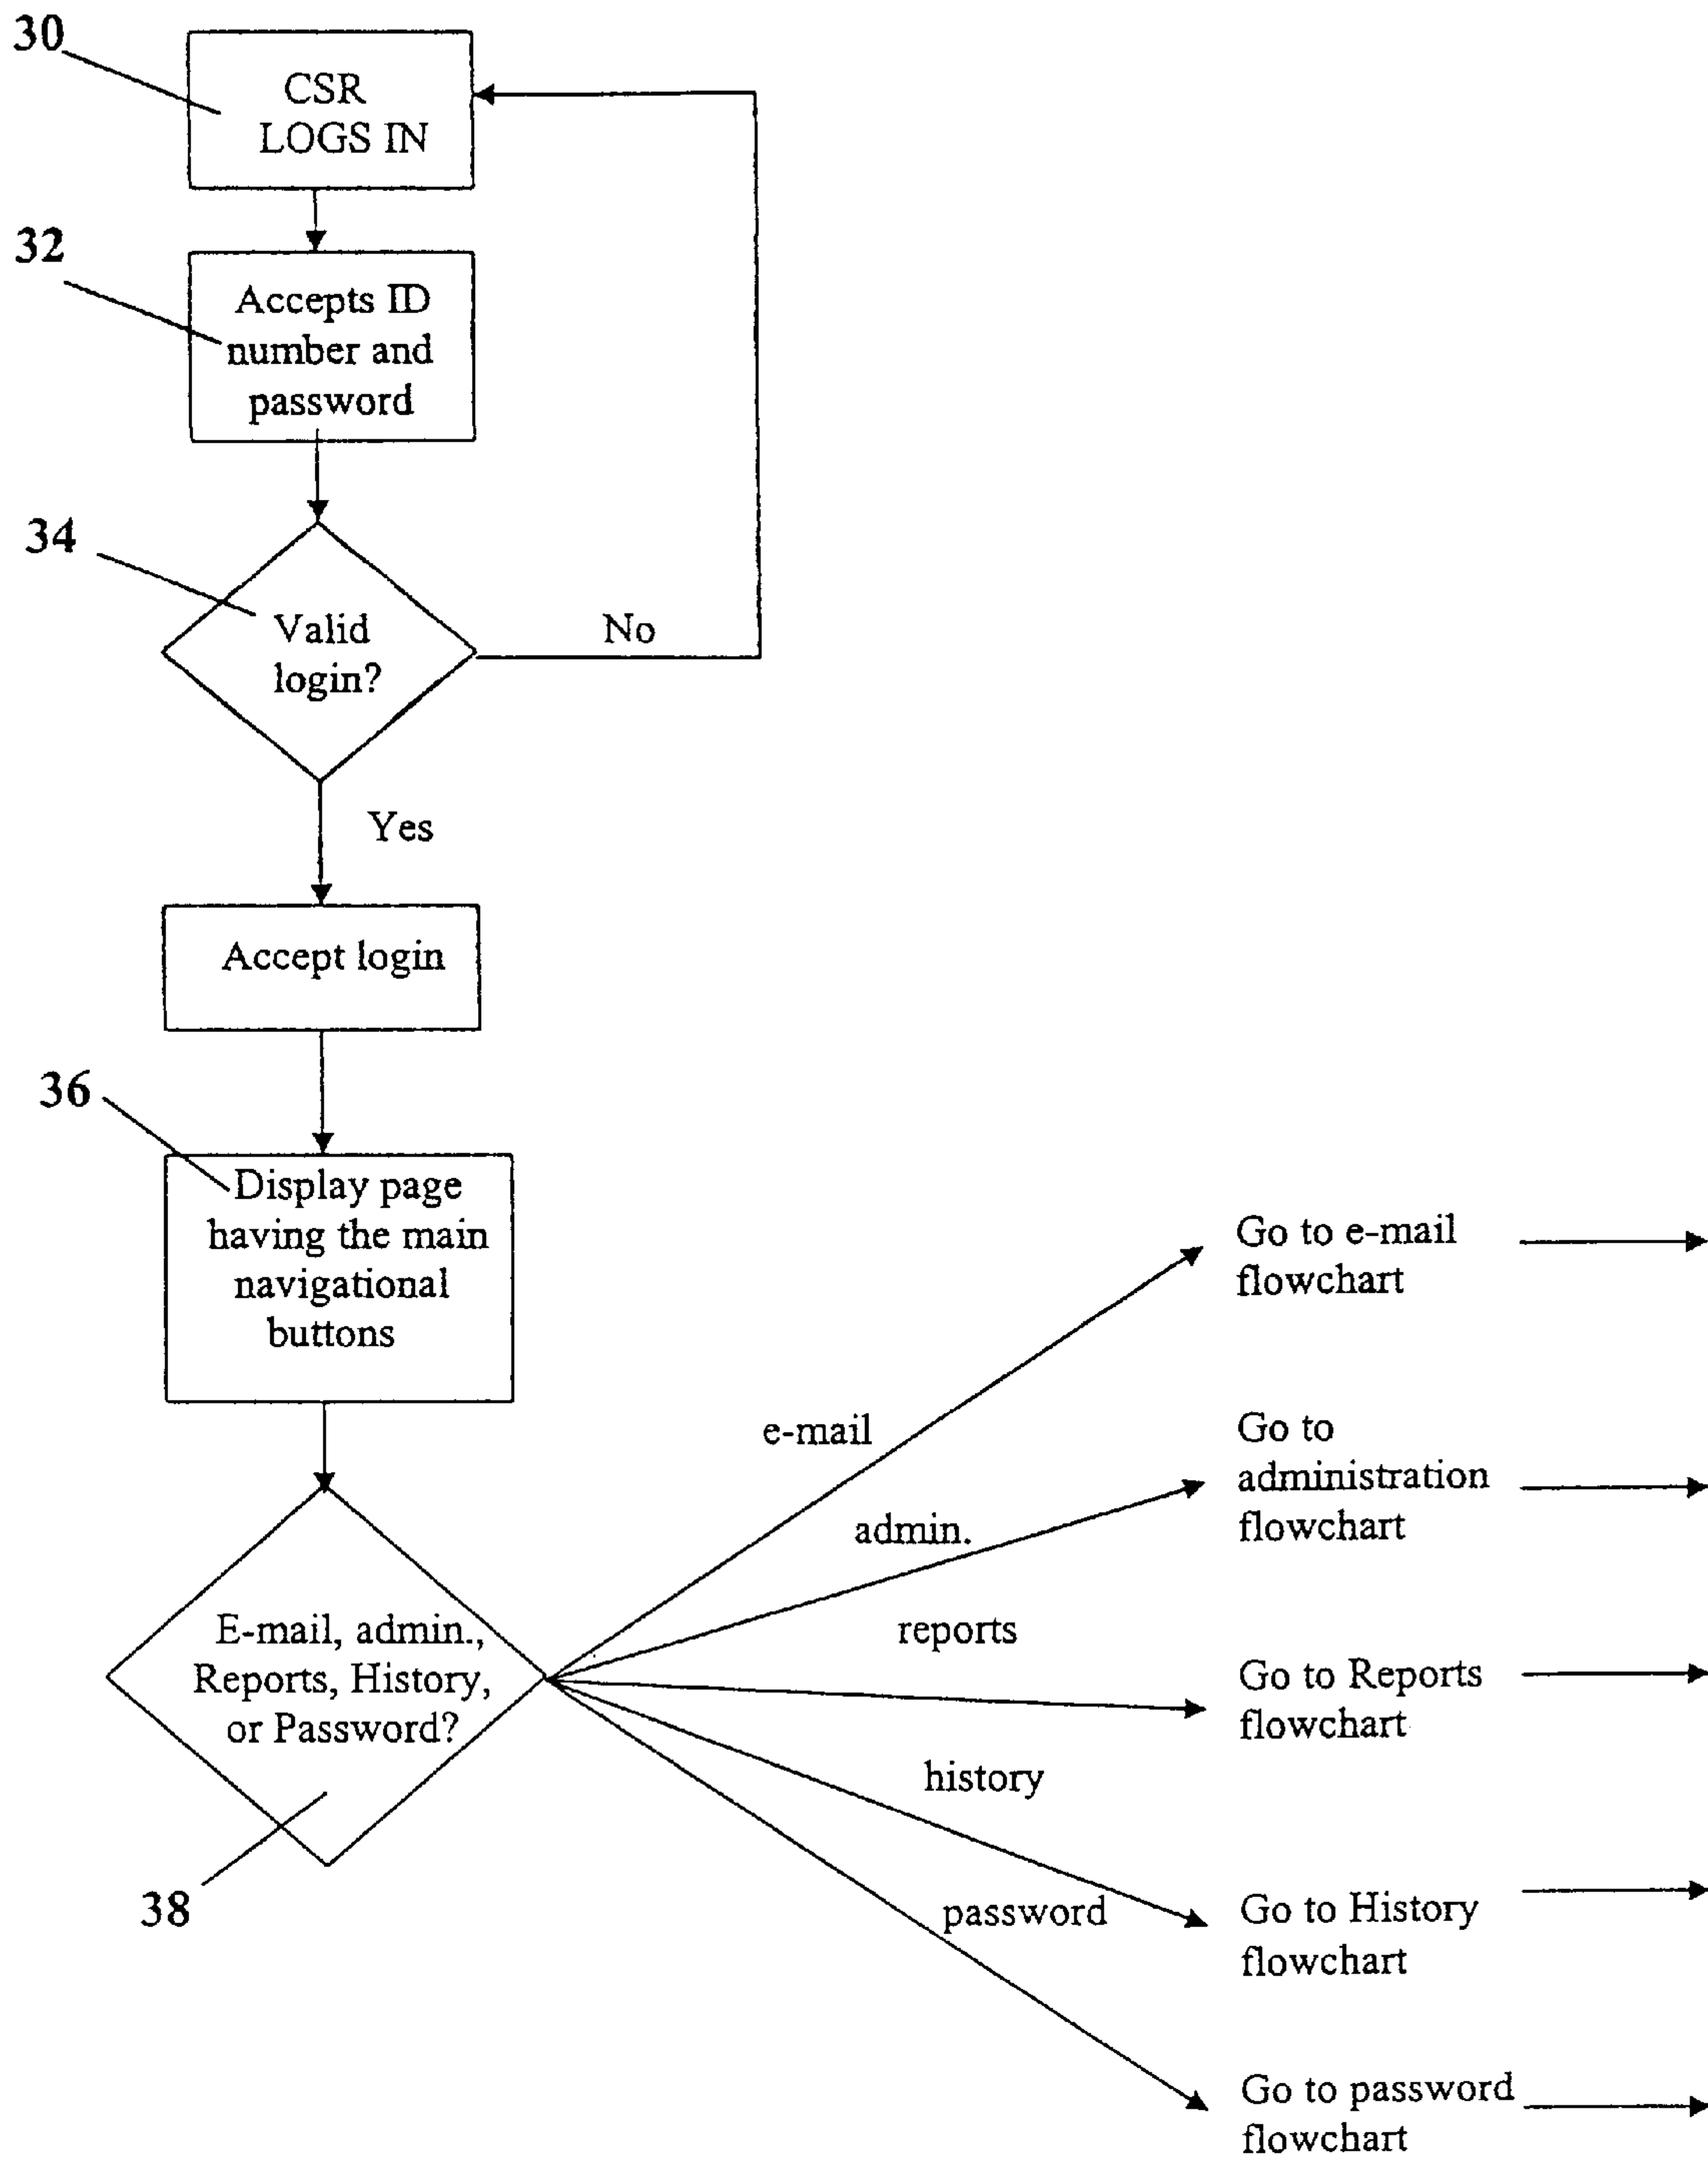 30
CSR
LOGS IN
32
Accepts ID
number and
password
34
Valid
login?
No
Yes
Accept login
36
Display page
having the main
navigational
buttons
E-mail, admin.,
Reports, History,
or Password?
38
e-mail
admin.
reports
history
password
Go to e-mail
flowchart
Go to
administration
flowchart
Go to Reports
flowchart
Go to History
flowchart
Go to password
flowchart